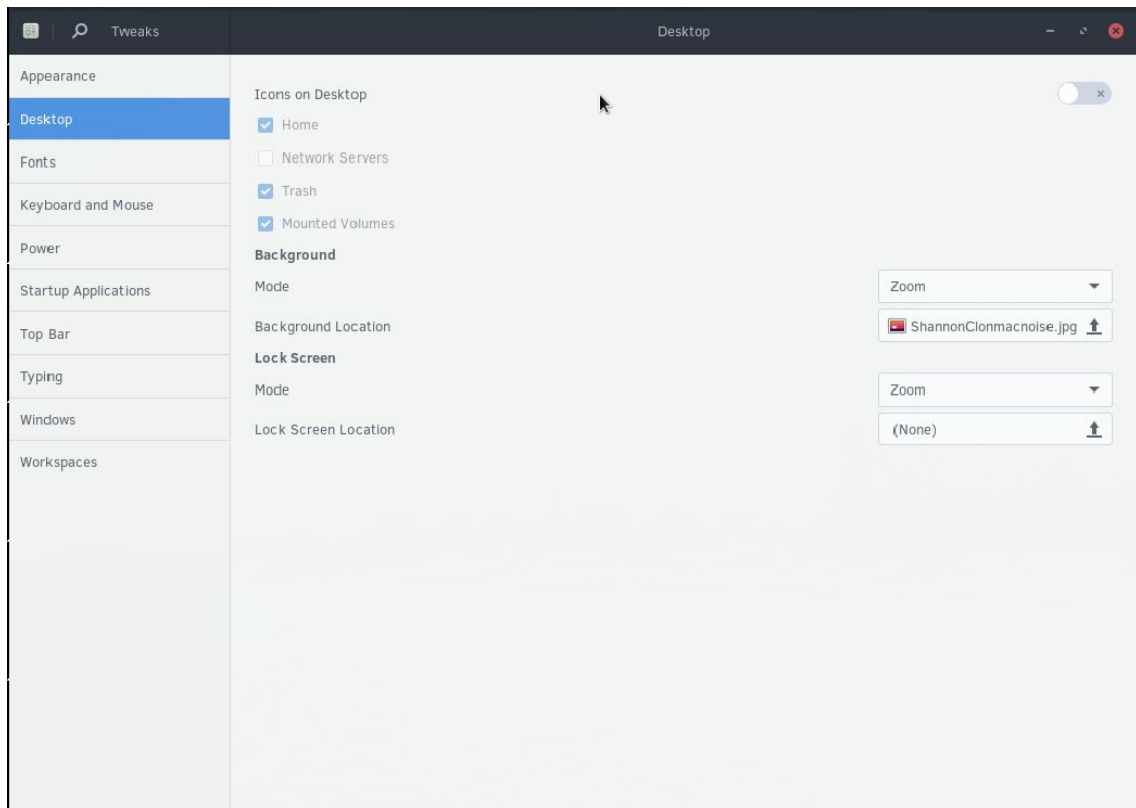 Tweaks
Desktop
Appearance
Desktop
Fonts
Keyboard and Mouse
Power
Startup Applications
Top Bar
Typing
Windows
Workspaces
Icons on Desktop
Home
Network Servers
Trash
Mounted Volumes
Background
Mode
Zoom
Background Location
ShannonClonmacnoise.jpg
Lock Screen
Mode
Zoom
Lock Screen Location
(None)